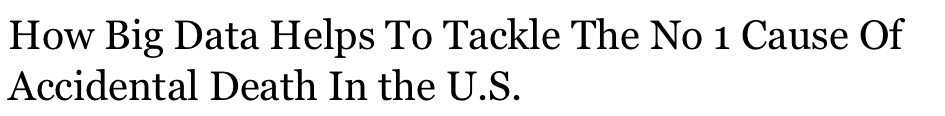 How Big Data Helps To Tackle The No 1 Cause Of
Accidental Death In the U.S.